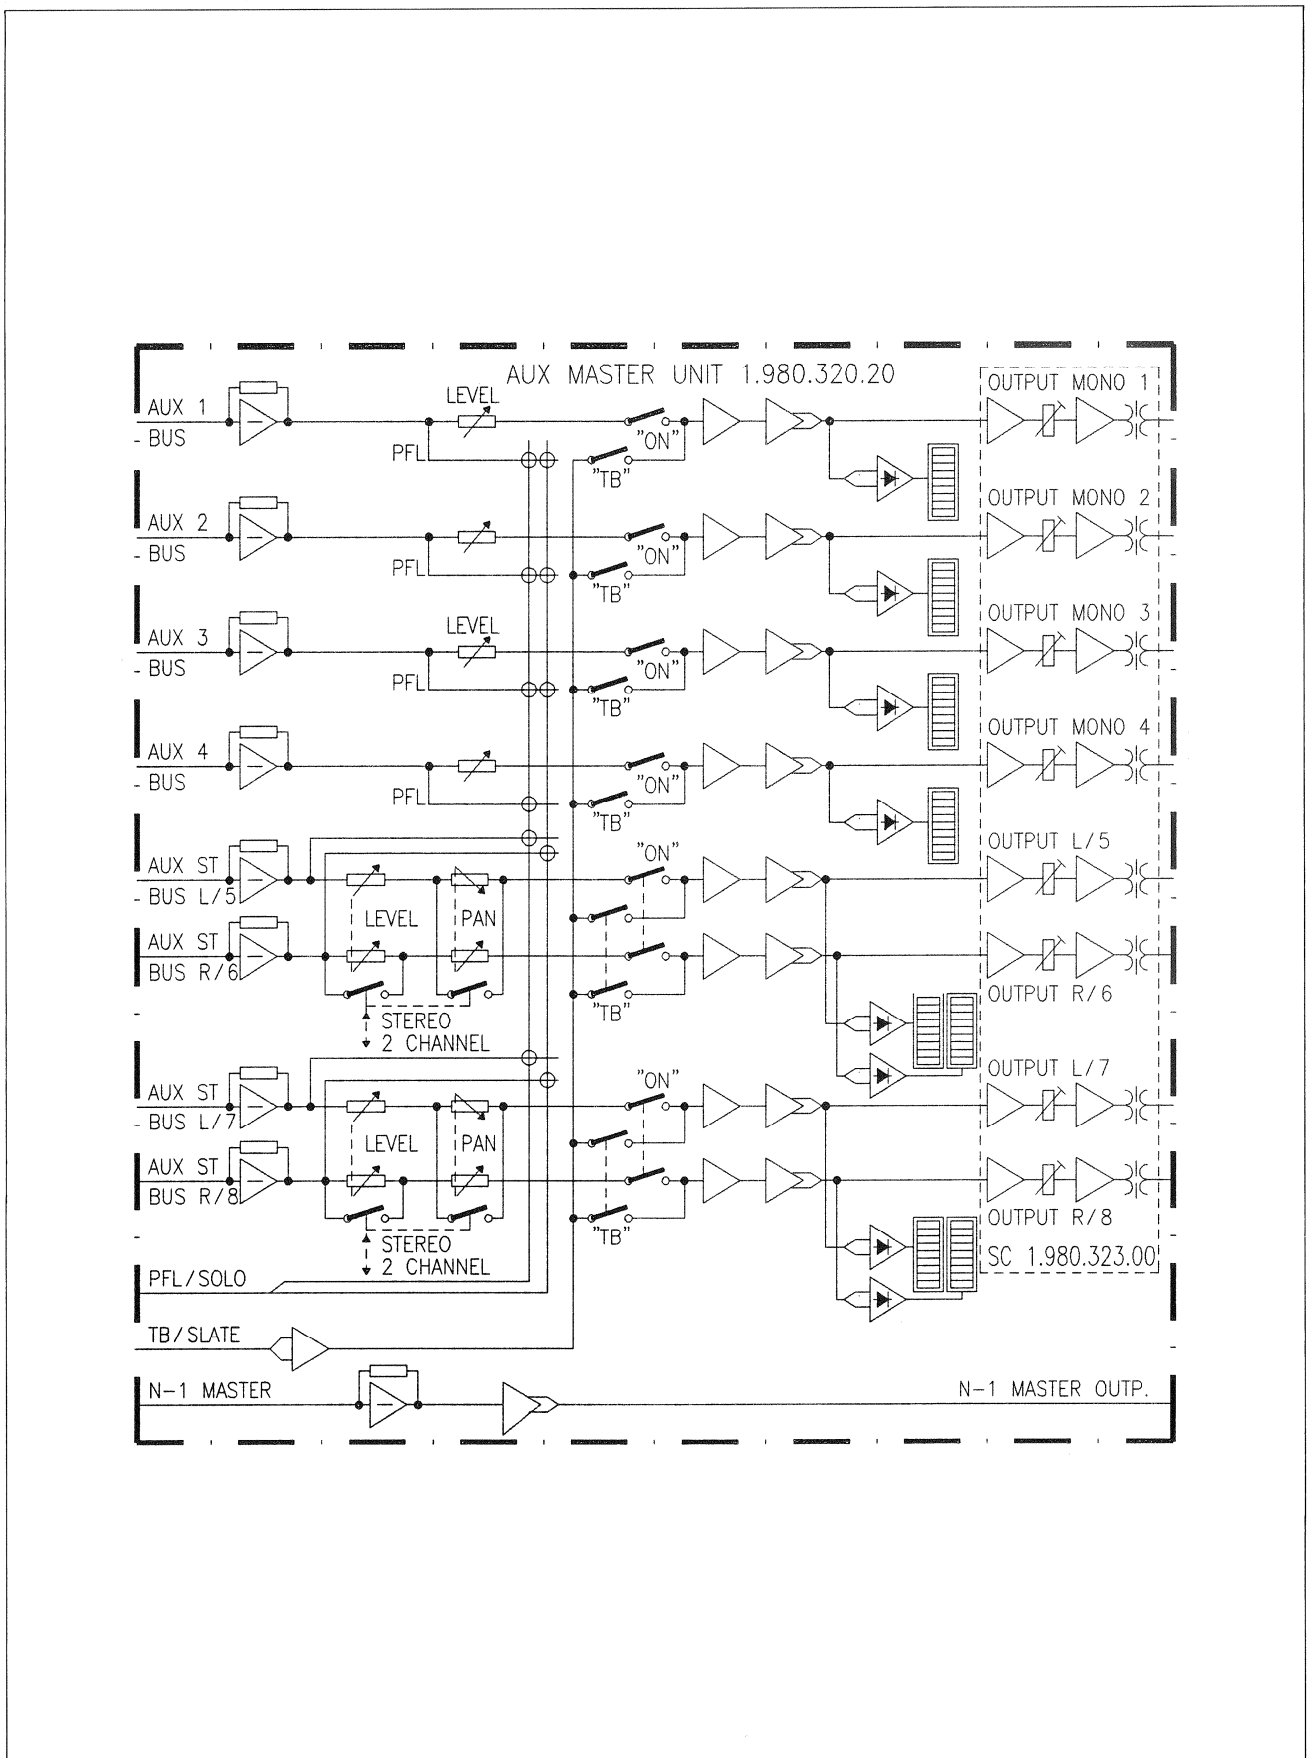 AUX MASTER UNIT 1.980.320.20
OUTPUT MONO 1
LEVEL
AUX 1
- BUS
"ON"
PFL
"TB"
OUTPUT MONO 2
AUX 2
- BUS
"ON"
PFL
"TB"
OUTPUT MONO 3
LEVEL
AUX 3
- BUS
"ON"
PFL
"TB"
OUTPUT MONO 4
AUX 4
- BUS
"ON"
PFL
"TB"
OUTPUT L/5
"ON"
AUX ST
- BUS L/5
LEVEL
PAN
AUX ST
BUS R/6
OUTPUT R/6
"TB"
STEREO
2 CHANNEL
OUTPUT L/7
"ON"
AUX ST
- BUS L/7
LEVEL
PAN
AUX ST
BUS R/8
OUTPUT R/8
"TB"
STEREO
2 CHANNEL
SC 1.980.323.00
PFL/SOLO
TB/SLATE
N-1 MASTER
N-1 MASTER OUTP.